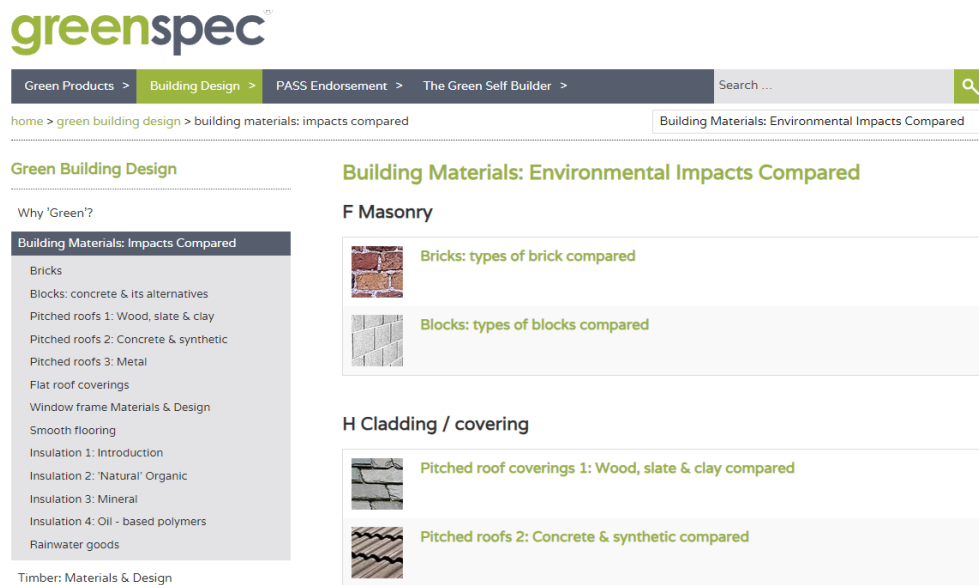 greenspec®
Green Products > Building Design > PASS Endorsement > The Green Self Builder > Search ...
home > green building design > building materials: impacts compared
Building Materials: Environmental Impacts Compared
Green Building Design
Why 'Green'?
Building Materials: Impacts Compared
Bricks
Blocks: concrete & its alternatives
Pitched roofs 1: Wood, slate & clay
Pitched roofs 2: Concrete & synthetic
Pitched roofs 3: Metal
Flat roof coverings
Window frame Materials & Design
Smooth flooring
Insulation 1: Introduction
Insulation 2: 'Natural' Organic
Insulation 3: Mineral
Insulation 4: Oil - based polymers
Rainwater goods
Timber: Materials & Design
Building Materials: Environmental Impacts Compared
F Masonry
Bricks: types of brick compared
Blocks: types of blocks compared
H Cladding / covering
Pitched roof coverings 1: Wood, slate & clay compared
Pitched roofs 2: Concrete & synthetic compared